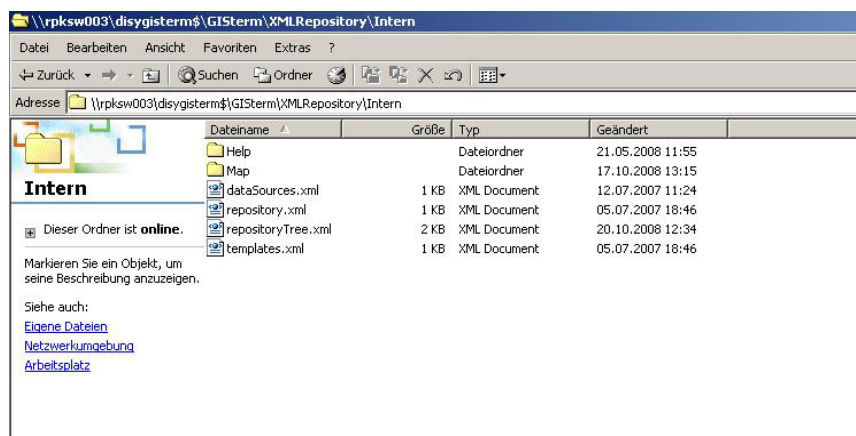 \\rpksw003\disygisterm$\GISterm\XMLRepository\Intern
Datei Bearbeiten Ansicht Favoriten Extras ?
Zurück Suchen Ordner
Adresse \\rpksw003\disygisterm$\GISterm\XMLRepository\Intern
Dateiname Größe Typ Geändert
Help Dateiordner 21.05.2008 11:55
Map Dateiordner 17.10.2008 13:15
dataSources.xml 1 KB XML Document 12.07.2007 11:24
repository.xml 1 KB XML Document 05.07.2007 18:46
repositoryTree.xml 2 KB XML Document 20.10.2008 12:34
templates.xml 1 KB XML Document 05.07.2007 18:46
Intern
Dieser Ordner ist online.
Markieren Sie ein Objekt, um
seine Beschreibung anzuzeigen.
Siehe auch:
Eigene Dateien
Netzwerkumgebung
Arbeitsplatz